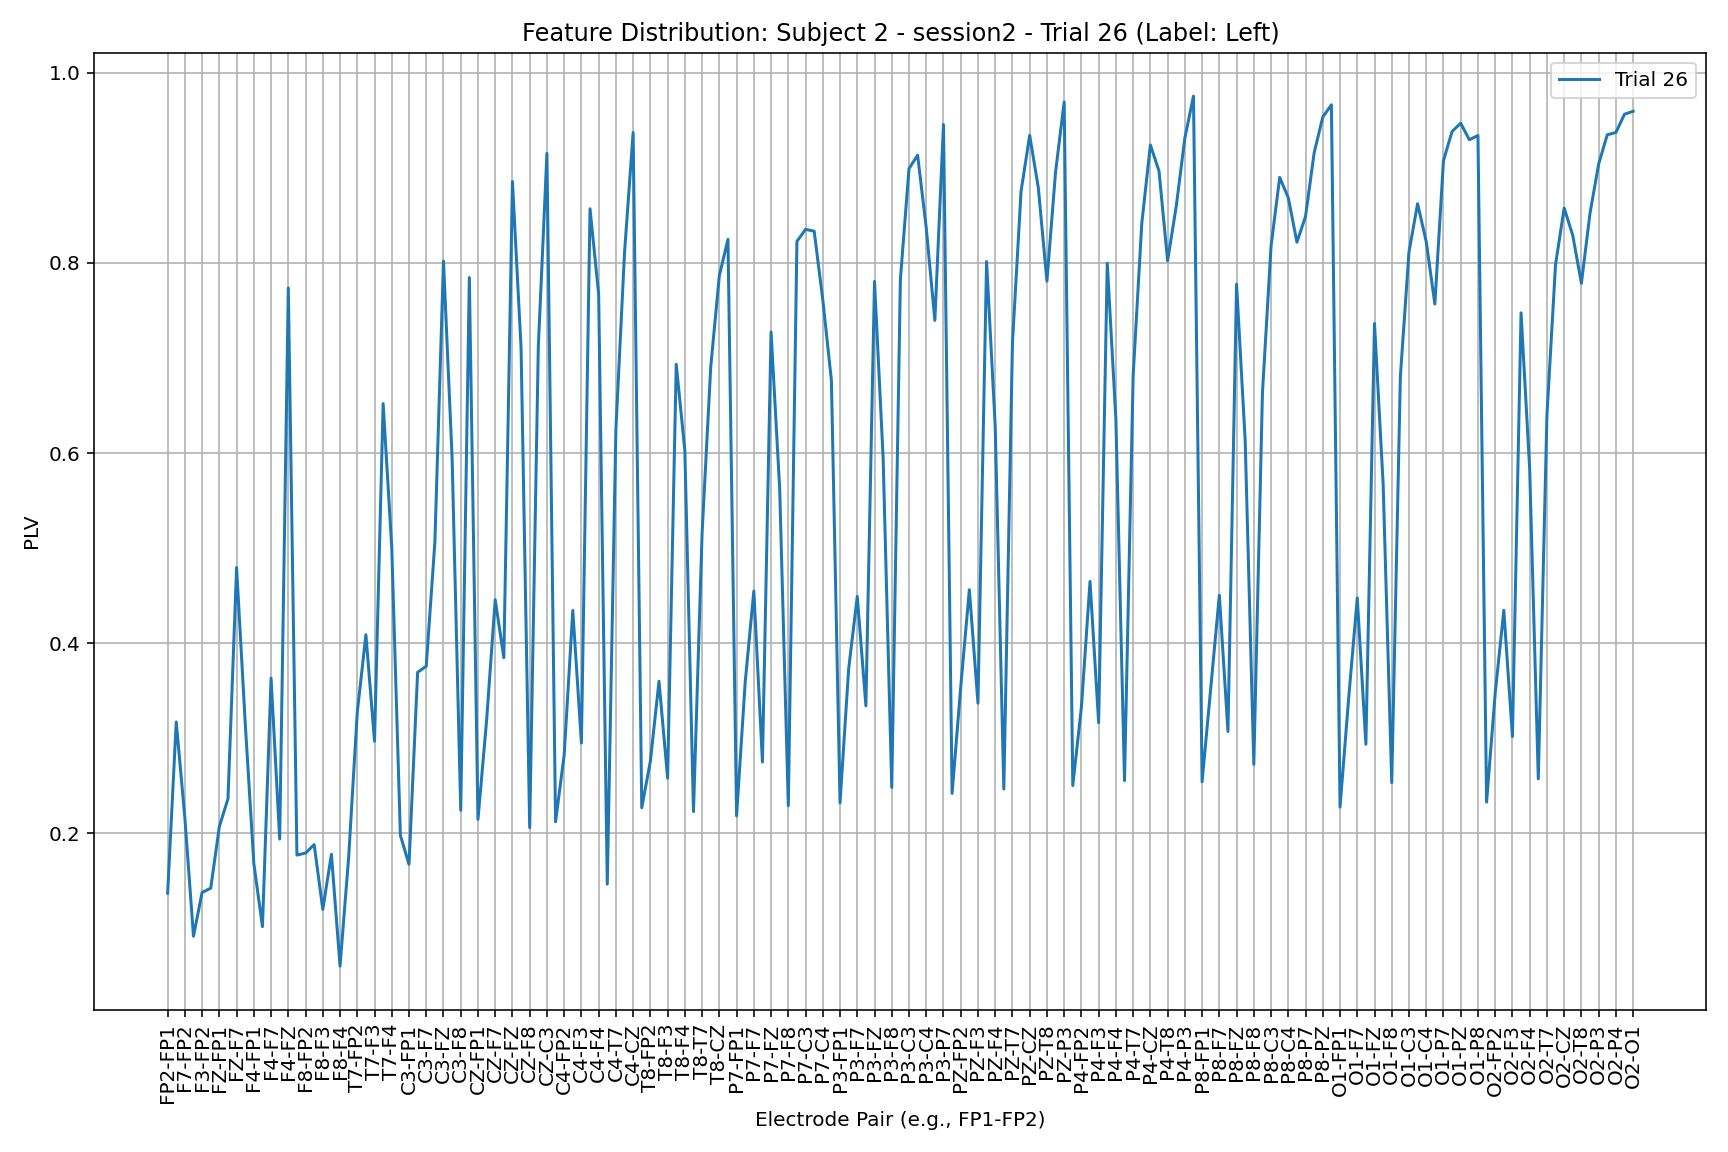 Feature Distribution: Subject 2 - session2 - Trial 26 (Label: Left)
Trial 26
1.0
0.8
0.6
0.4
0.2
PLV
FP2-FP1
F7-FP2
F3-FP2
FZ-FP1
FZ-F7
F4-FP1
F4-F7
F4-FZ
F8-FP2
F8-F3
F8-F4
T7-FP2
T7-F3
T7-F4
C3-FP1
C3-F7
C3-FZ
C3-F8
CZ-FP1
CZ-F7
CZ-FZ
CZ-F8
CZ-C3
C4-FP2
C4-F3
C4-F4
C4-T7
C4-CZ
T8-FP2
T8-F3
T8-F4
T8-T7
T8-CZ
P7-FP1
P7-F7
P7-FZ
P7-F8
P7-C3
P7-C4
P3-FP1
P3-F7
P3-FZ
P3-F8
P3-C3
P3-C4
P3-P7
PZ-FP2
PZ-F3
PZ-F4
PZ-T7
PZ-CZ
PZ-T8
PZ-P3
P4-FP2
P4-F3
P4-F4
P4-T7
P4-CZ
P4-T8
P4-P3
P8-FP1
P8-F7
P8-FZ
P8-F8
P8-C3
P8-C4
P8-P7
P8-PZ
O1-FP1
O1-F7
O1-FZ
O1-F8
O1-C3
O1-C4
O1-P7
O1-PZ
O1-P8
O2-FP2
O2-F3
O2-F4
O2-T7
O2-CZ
O2-T8
O2-P3
O2-P4
O2-O1
Electrode Pair (e.g., FP1-FP2)